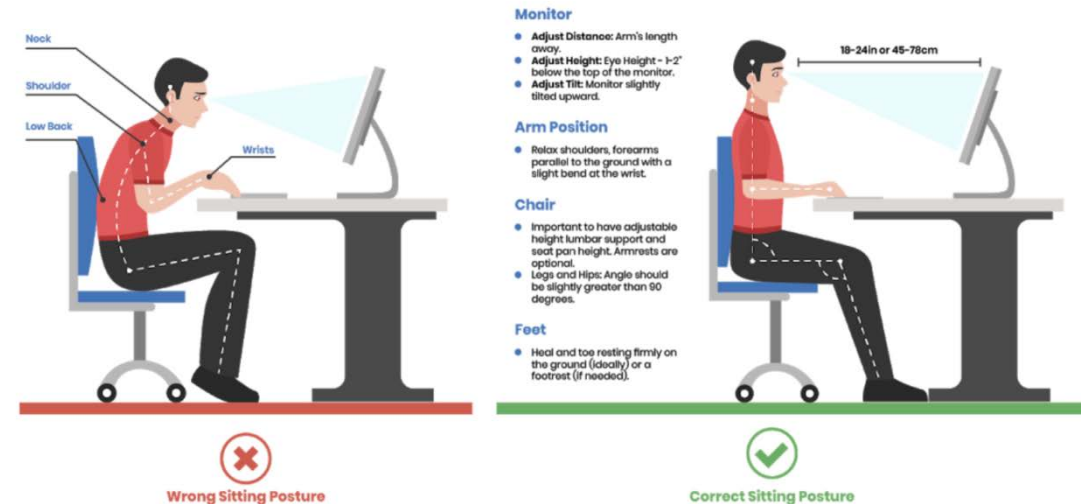 Neck
Shoulder
Low Back
Wrists
Wrong Sitting Posture
Monitor
● Adjust Distance: Arm's length
away.
● Adjust Height: Eye Height - 1-2"
below the top of the monitor.
● Adjust Tilt: Monitor slightly
tilted upward.
Arm Position
● Relax shoulders, forearms
parallel to the ground with a
slight bend at the wrist.
Chair
● Important to have adjustable
height lumbar support and
seat pan height. Armrests are
optional.
● Legs and Hips: Angle should
be slightly greater than 90
degrees.
Feet
● Heal and toe resting firmly on
the ground (ideally) or a
footrest (if needed).
18-24in or 45-78cm
Correct Sitting Posture